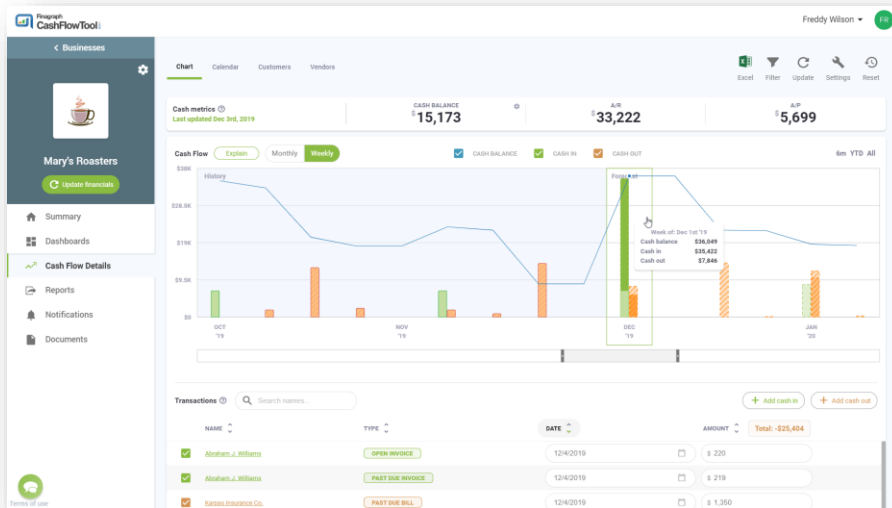 Finagraph
CashFlowTool
Freddy Wilson
FR
< Businesses
Mary's Roasters
Update financials
Summary
Dashboards
Cash Flow Details
Reports
Notifications
Documents
Terms of use
Chart Calendar Customers Vendors
Excel Filter Update Settings Reset
Cash metrics
Last updated Dec 3rd, 2019
CASH BALANCE
$15,173
A/R
$33,222
A/P
$5,699
Cash Flow Explain Monthly Weekly
CASH BALANCE CASH IN CASH OUT
6m YTD All
$38K
$28.5K
$19K
$9.5K
$0
History
Week of: Dec 1st '19
Cash balance $36,049
Cash in $35,422
Cash out $7,846
OCT
'19
NOV
'19
DEC
'19
JAN
'20
Transactions Search names..
+ Add cash in + Add cash out
NAME TYPE DATE AMOUNT Total: -$25,404
Abraham J. Williams OPEN INVOICE 12/4/2019 $ 220
Abraham J. Williams PAST DUE INVOICE 12/4/2019 $ 219
Kansas Insurance Co. PAST DUE BILL 12/4/2019 $ 1,350